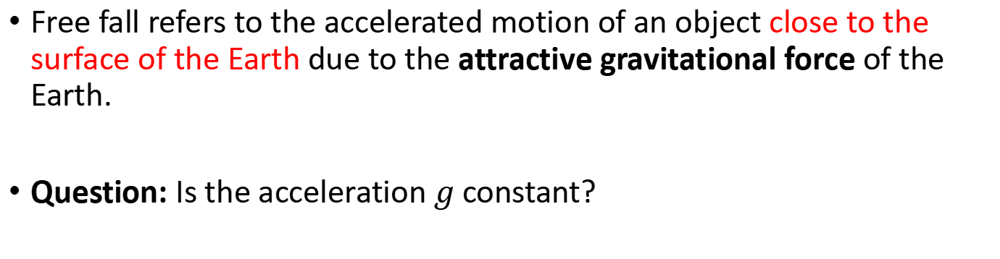 • Free fall refers to the accelerated motion of an object close to the
surface of the Earth due to the attractive gravitational force of the
Earth.
• Question: Is the acceleration g constant?